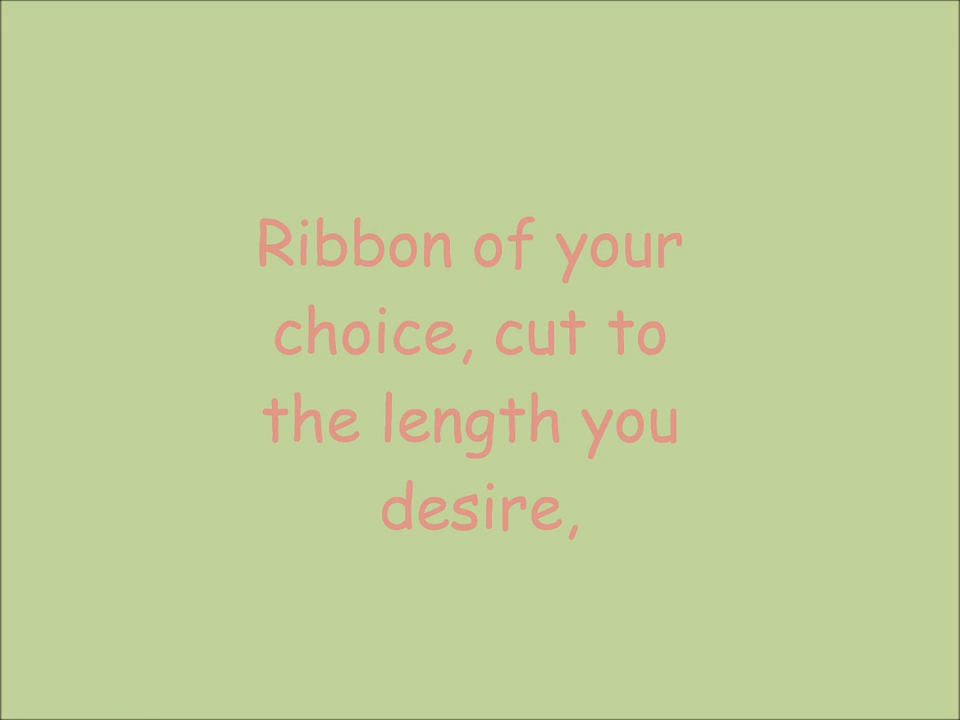 Ribbon of your
choice, cut to
the length you
desire,